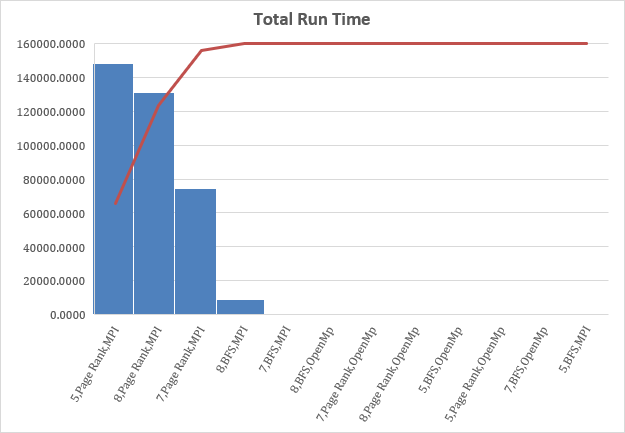 Total Run Time
160000.0000
140000.0000
120000.0000
100000.0000
80000.0000
60000.0000
40000.0000
20000.0000
0.0000
5,Page Rank,MPI
8,Page Rank,MPI
7,Page Rank,MPI
8,BFS,MPI
7,BFS,MPI
8,BFS,OpenMp
7,Page Rank,OpenMp
8,Page Rank,OpenMp
5,BFS,OpenMp
5,Page Rank,OpenMp
7,BFS,OpenMp
5,BFS,MPI